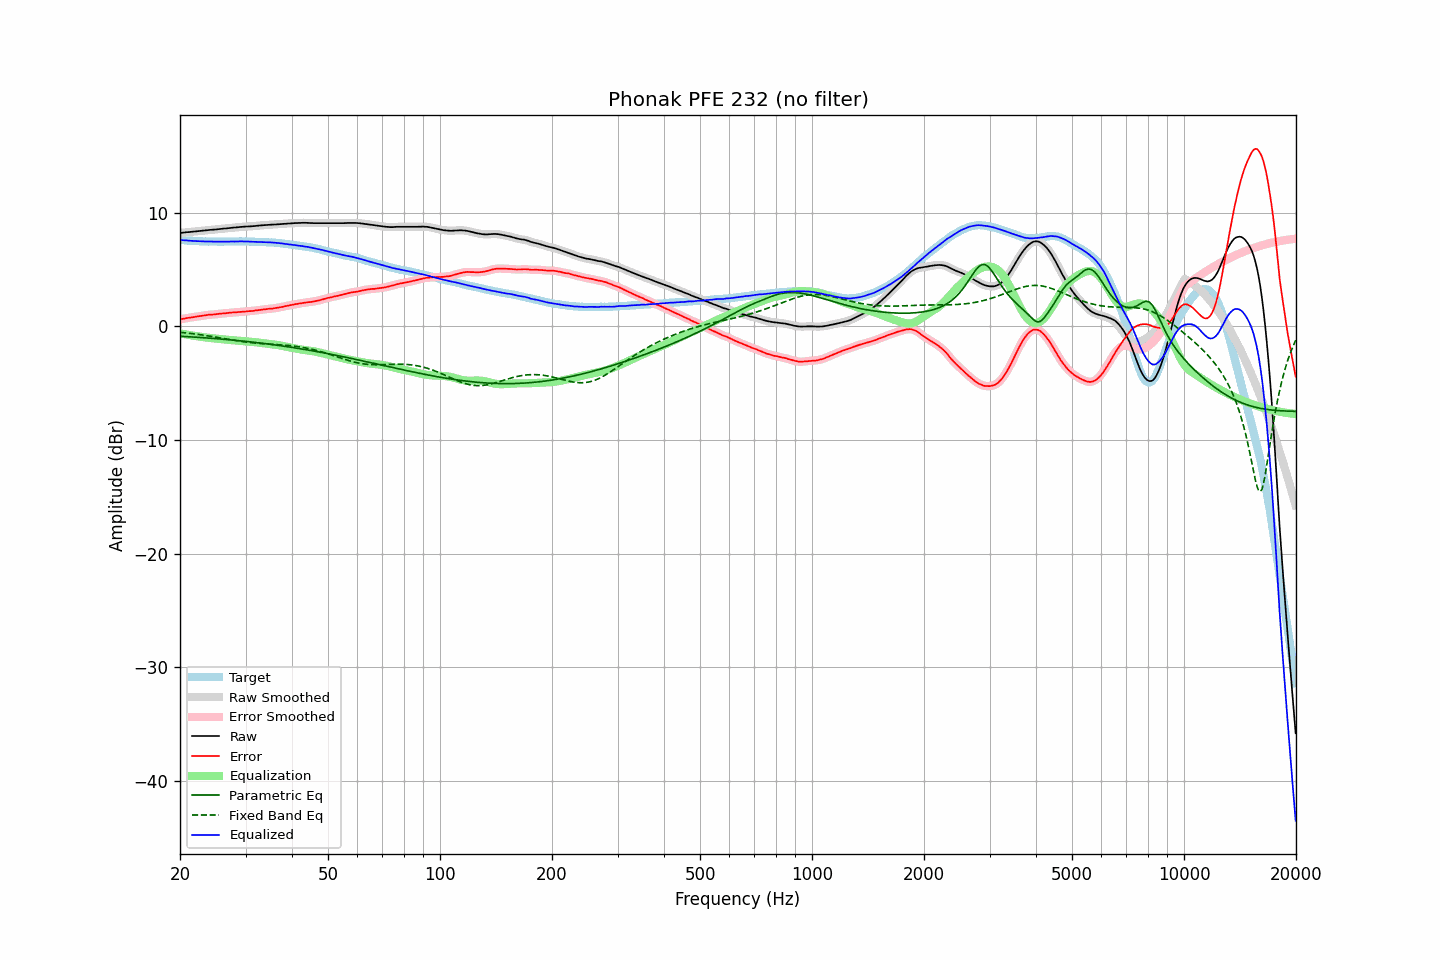 Phonak PFE 232 (no filter)
Amplitude (dBr)
10
0
−10
−20
−30
−40
Target
Raw Smoothed
Error Smoothed
Raw
Error
Equalization
Parametric Eq
Fixed Band Eq
Equalized
20 50 100 200 500 1000 2000 5000 10000 20000
Frequency (Hz)